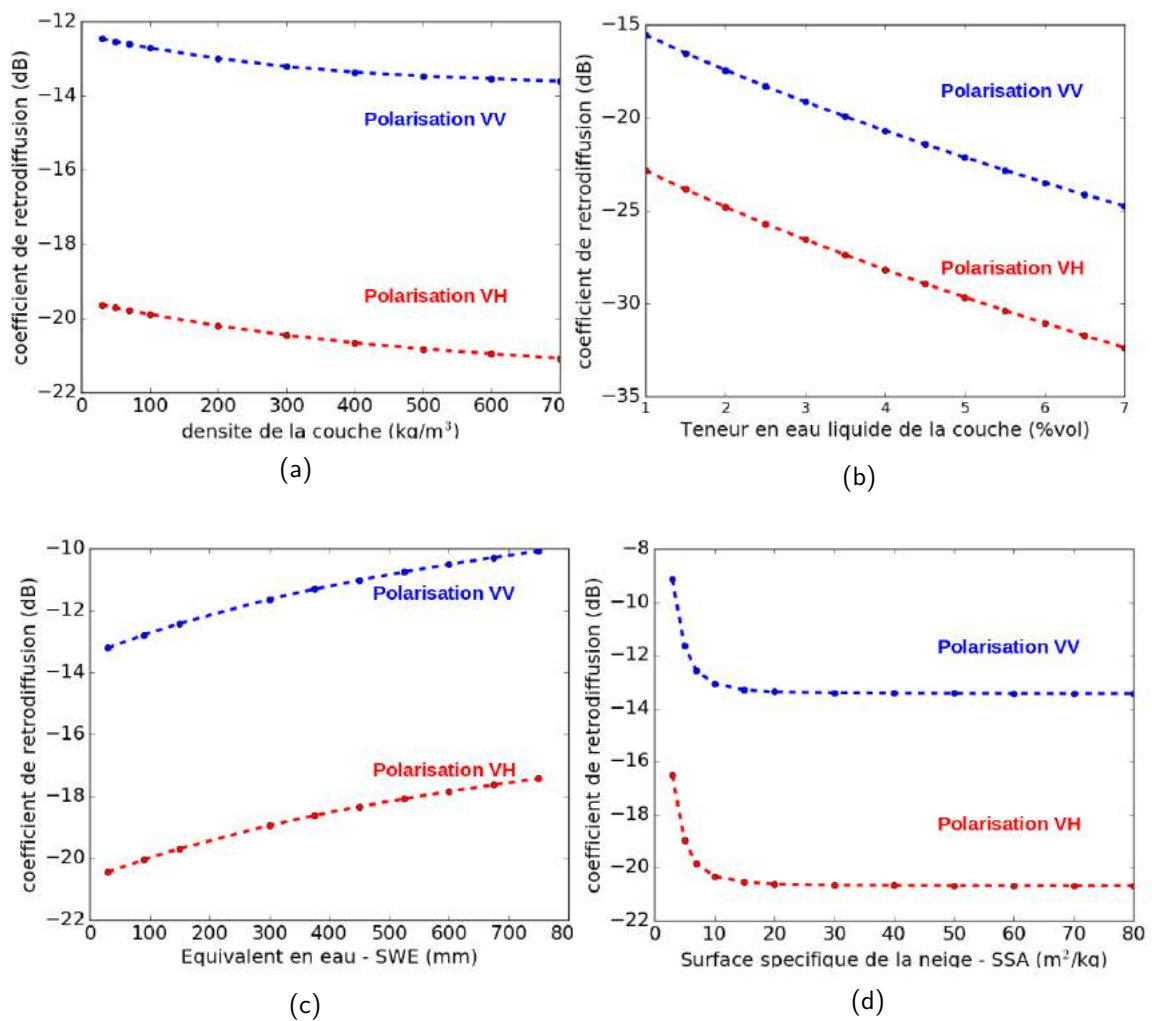 coefficient de retrodiffusion (dB)
−12
−14
−16
−18
−20
−22
Polarisation VV
Polarisation VH
0 100 200 300 400 500 600 70
densite de la couche (kg/m³)
(a)
coefficient de retrodiffusion (dB)
−15
−20
−25
−30
−35
Polarisation VV
Polarisation VH
1 2 3 4 5 6 7
Teneur en eau liquide de la couche (%vol)
(b)
coefficient de retrodiffusion (dB)
−10
−12
−14
−16
−18
−20
−22
Polarisation VV
Polarisation VH
0 100 200 300 400 500 600 700 80
Equivalent en eau - SWE (mm)
(c)
coefficient de retrodiffusion (dB)
−8
−10
−12
−14
−16
−18
−20
−22
Polarisation VV
Polarisation VH
0 10 20 30 40 50 60 70 80
Surface specifique de la neige - SSA (m²/kg)
(d)